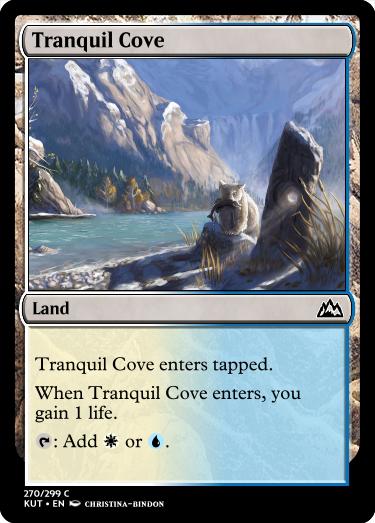 Tranquil Cove
Land
Tranquil Cove enters tapped.
When Tranquil Cove enters, you
gain 1 life.
: Add or .
270/299 C
KUT • EN CHRISTINA-BINDON